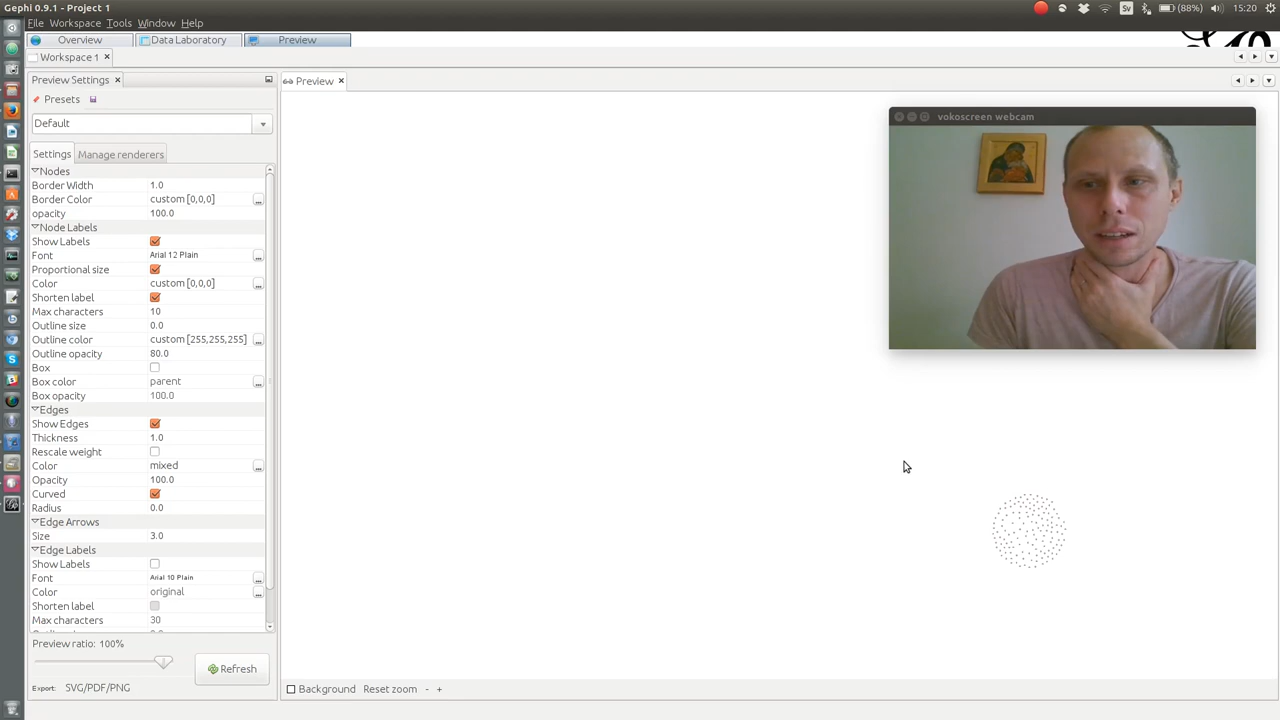 Gephi 0.9.1 - Project 1
Sv
(88%)
15:20
File Workspace Tools Window Help
Overview
Data Laboratory
Preview
Workspace 1
Preview Settings
Preview
Presets
Default
vokoscreen webcam
Settings
Manage renderers
Nodes
Border Width 1.0
Border Color custom [0,0,0] ...
opacity 100.0
Node Labels
Show Labels
Font Arial 12 Plain ...
Proportional size
Color custom [0,0,0] ...
Shorten label
Max characters 10
Outline size 0.0
Outline color custom [255,255,255] ...
Outline opacity 80.0
Box
Box color parent ...
Box opacity 100.0
Edges
Show Edges
Thickness 1.0
Rescale weight
Color mixed ...
Opacity 100.0
Curved
Radius 0.0
Edge Arrows
Size 3.0
Edge Labels
Show Labels
Font Arial 10 Plain ...
Color original ...
Shorten label
Max characters 30
Preview ratio: 100%
Refresh
Export: SVG/PDF/PNG
Background Reset zoom - +